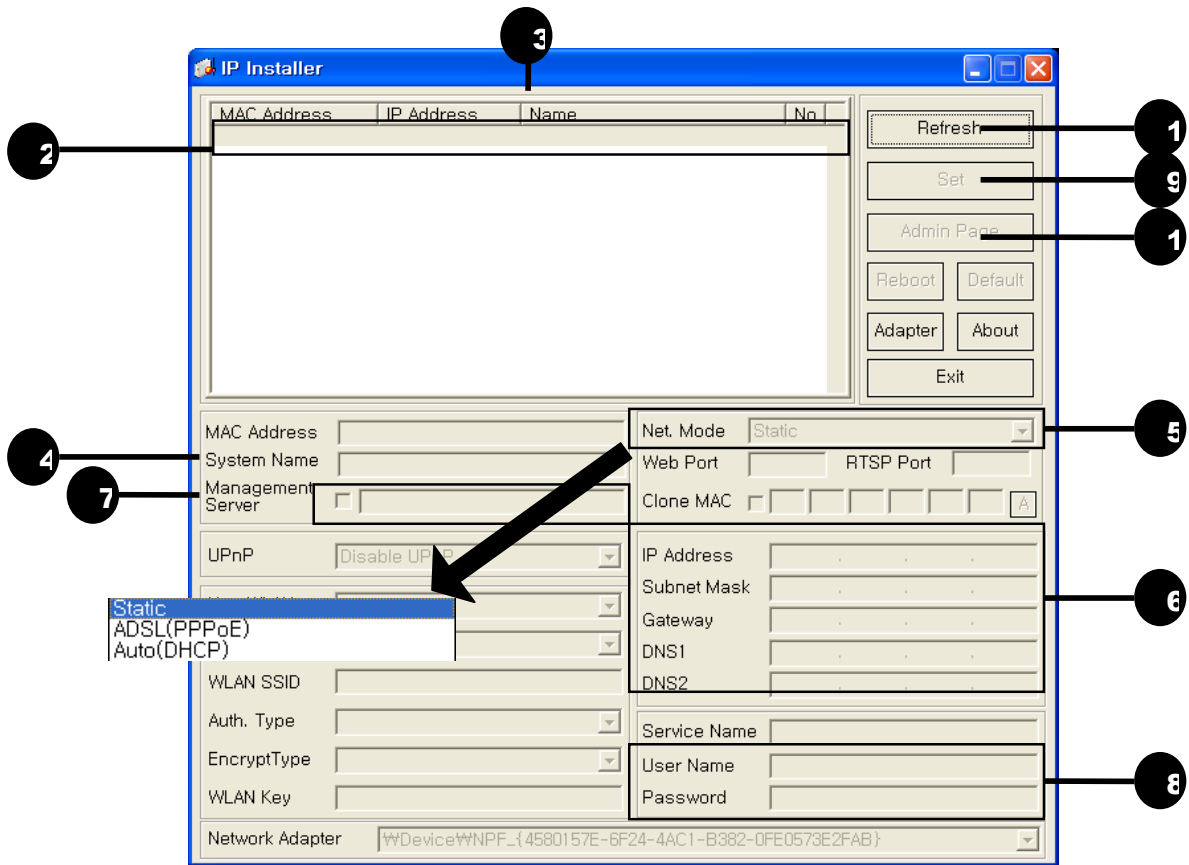 3
IP Installer
MAC Address IP Address Name No
2
Refresh
1
Set
9
Admin Page
1
Reboot Default
Adapter About
Exit
MAC Address
Net. Mode Static
5
4
System Name
Web Port RTSP Port
7
Management
Server
Clone MAC A
UPnP Disable UPnP
IP Address . . .
Subnet Mask . . .
6
Static
ADSL(PPPoE)
Auto(DHCP)
Gateway . . .
DNS1 . . .
WLAN SSID
DNS2 . . .
Auth. Type
Service Name
EncryptType
User Name
8
WLAN Key
Password
Network Adapter ₩Device₩NPF_{4580157E-6F24-4AC1-B382-0FE0573E2FAB}